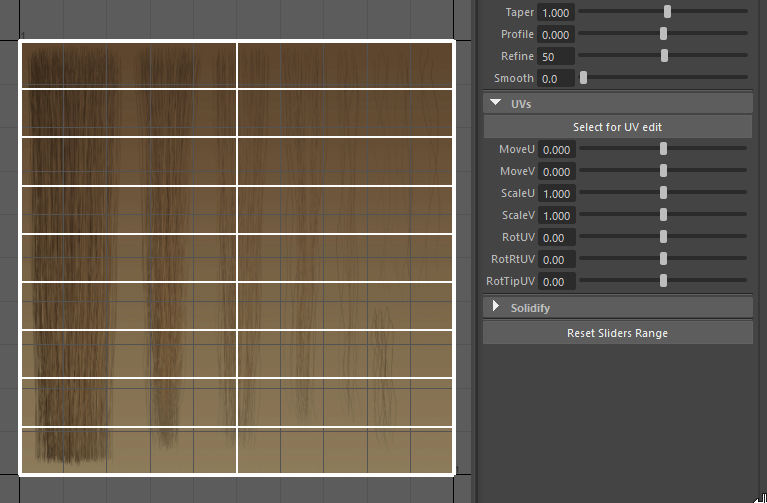 1
Taper 1.000
Profile 0.000
Refine 50
Smooth 0.0
UVs
Select for UV edit
MoveU 0.000
MoveV 0.000
ScaleU 1.000
ScaleV 1.000
RotUV 0.00
RotRtUV 0.00
RotTipUV 0.00
Solidify
Reset Sliders Range
1